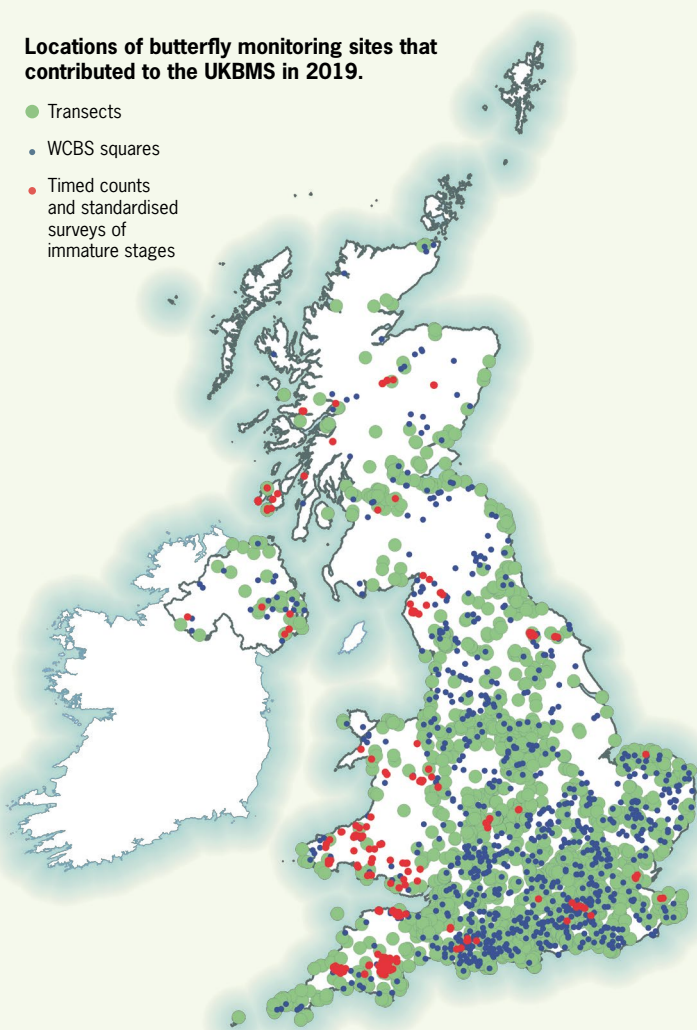 Locations of butterfly monitoring sites that
contributed to the UKBMS in 2019.
Transects
WCBS squares
Timed counts
and standardised
surveys of
immature stages